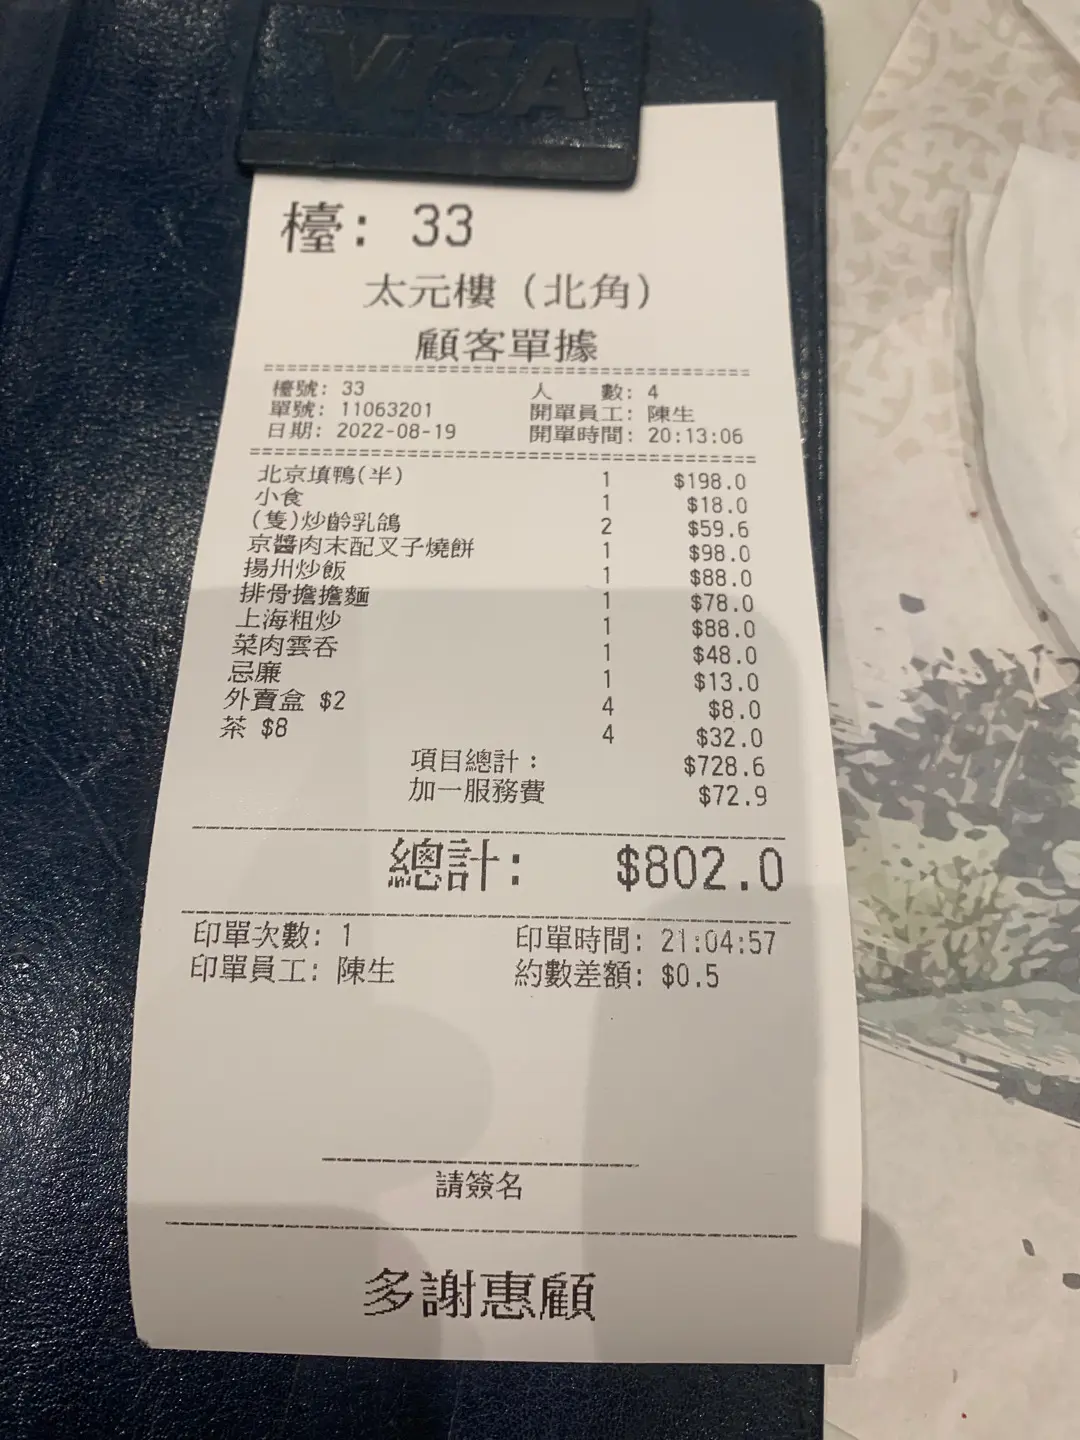 VISA
檯: 33
太元樓 (北角)
顧客單據
檯號: 33 人 數: 4
單號: 11063201 開單員工: 陳生
日期: 2022-08-19 開單時間: 20:13:06
北京填鴨(半) 1 $198.0
小食 1 $18.0
(隻)炒齡乳鴿 2 $59.6
京醬肉末配叉子燒餅 1 $98.0
揚州炒飯 1 $88.0
排骨擔擔麵 1 $78.0
上海粗炒 1 $88.0
菜肉雲吞 1 $48.0
忌廉 1 $13.0
外賣盒 $2 4 $8.0
茶 $8 4 $32.0
項目總計: $728.6
加一服務費 $72.9
總計: $802.0
印單次數: 1 印單時間: 21:04:57
印單員工: 陳生 約數差額: $0.5
請簽名
多謝惠顧